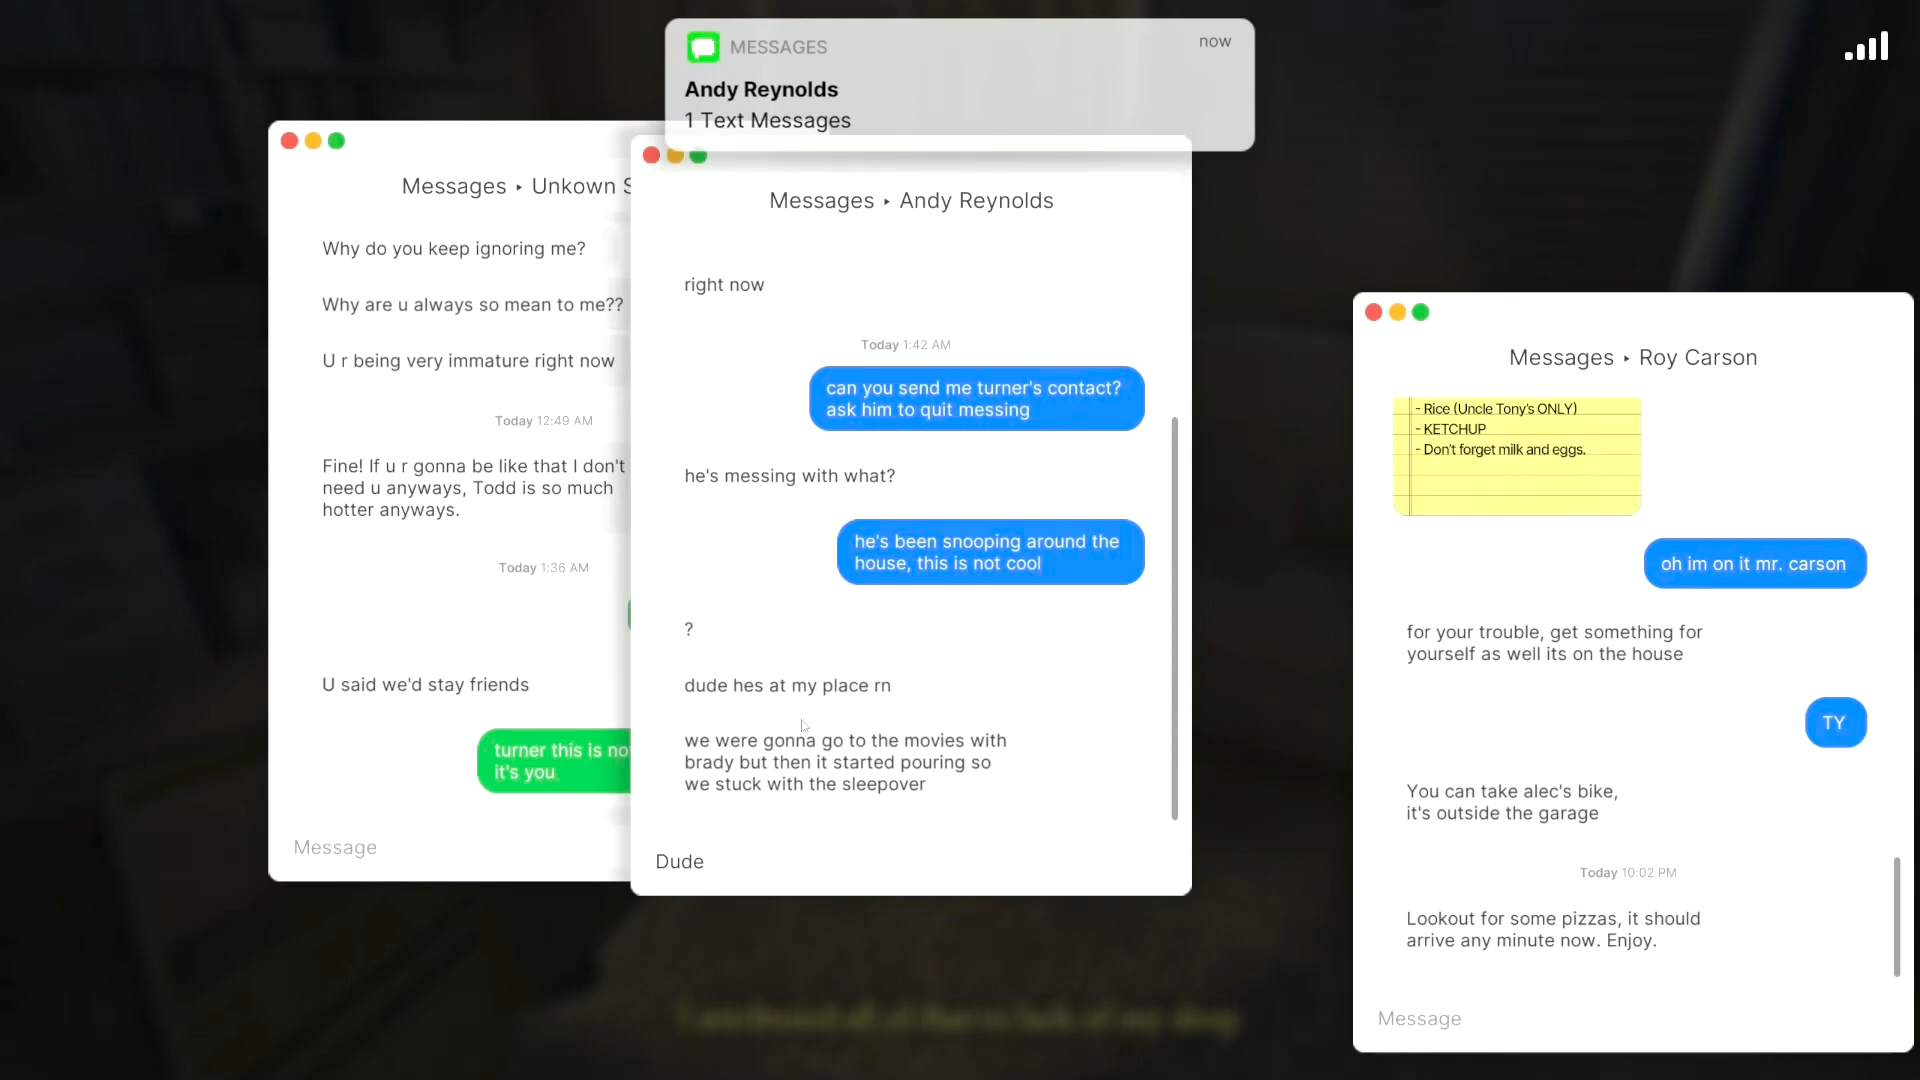 MESSAGES
now
Andy Reynolds
1 Text Messages
Messages ‣ Unkown S
Why do you keep ignoring me?
Why are u always so mean to me??
U r being very immature right now
Today 12:49 AM
Fine! If u r gonna be like that I don't
need u anyways, Todd is so much
hotter anyways.
Today 1:36 AM
U said we'd stay friends
turner this is no
it's you
Message
Messages ‣ Andy Reynolds
right now
Today 1:42 AM
can you send me turner's contact?
ask him to quit messing
he's messing with what?
he's been snooping around the
house, this is not cool
?
dude hes at my place rn
we were gonna go to the movies with
brady but then it started pouring so
we stuck with the sleepover
Dude
Messages ‣ Roy Carson
- Rice (Uncle Tony's ONLY)
- KETCHUP
- Don't forget milk and eggs.
oh im on it mr. carson
for your trouble, get something for
yourself as well its on the house
TY
You can take alec's bike,
it's outside the garage
Today 10:02 PM
Lookout for some pizzas, it should
arrive any minute now. Enjoy.
Message